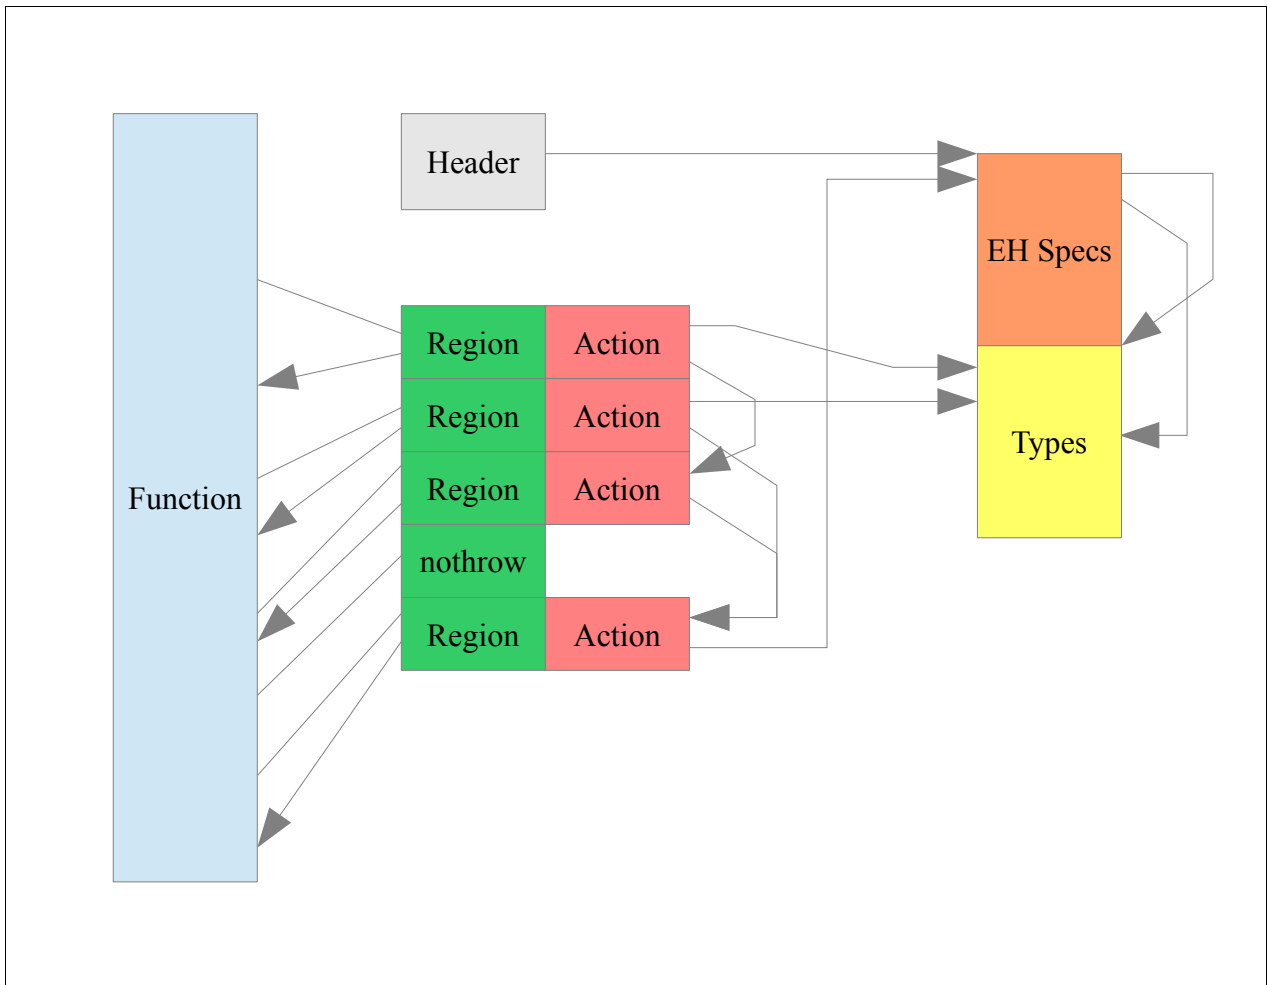 Header
EH Specs
Region Action
Region Action
Types
Region Action
Function
nothrow
Region Action